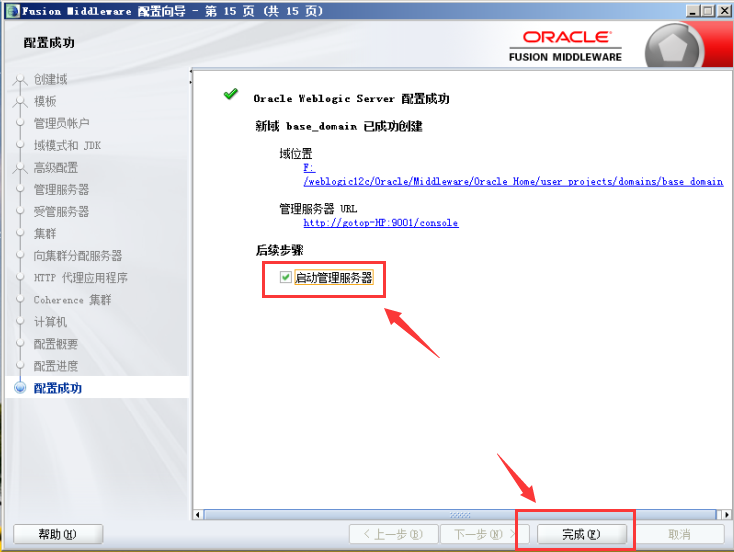 Fusion Middleware 配置向导 - 第 15 页 (共 15 页)
配置成功
ORACLE
FUSION MIDDLEWARE
创建域
模板
管理员帐户
域模式和 JDK
高级配置
管理服务器
受管服务器
集群
向集群分配服务器
HTTP 代理应用程序
Coherence 集群
计算机
配置概要
配置进度
配置成功
Oracle Weblogic Server 配置成功
新域 base_domain 已成功创建
域位置
F:
/weblogic12c/Oracle/Middleware/Oracle_Home/user_projects/domains/base_domain
管理服务器 URL
http://gotop-HP:9001/console
后续步骤
启动管理服务器
帮助(H)
< 上一步(B)
下一步(N) >
完成(F)
取消